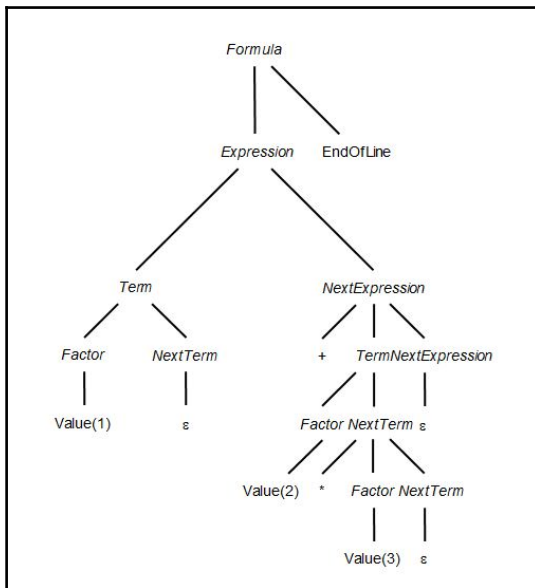 Formula
Expression EndOfLine
Term NextExpression
Factor NextTerm + TermNextExpression
Value(1) ε Factor NextTerm ε
Value(2) * Factor NextTerm
Value(3) ε